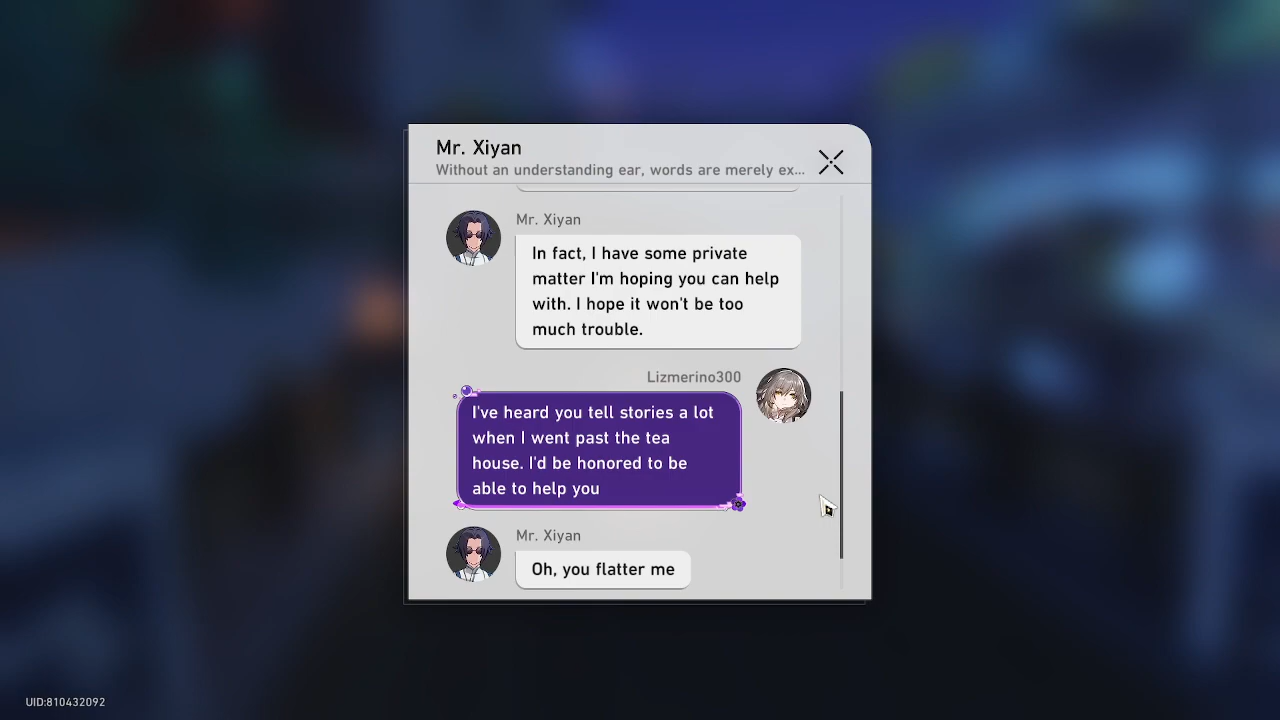 Mr. Xiyan
Without an understanding ear, words are merely ex...
Mr. Xiyan
In fact, I have some private
matter I'm hoping you can help
with. I hope it won't be too
much trouble.
Lizmerino300
I've heard you tell stories a lot
when I went past the tea
house. I'd be honored to be
able to help you
Mr. Xiyan
Oh, you flatter me
UID:810432092